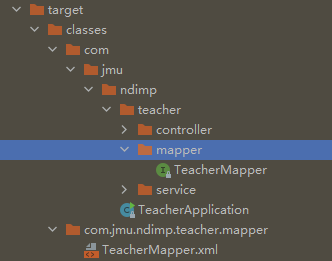 target
classes
com
jmu
ndimp
teacher
controller
mapper
TeacherMapper
service
TeacherApplication
com.jmu.ndimp.teacher.mapper
TeacherMapper.xml